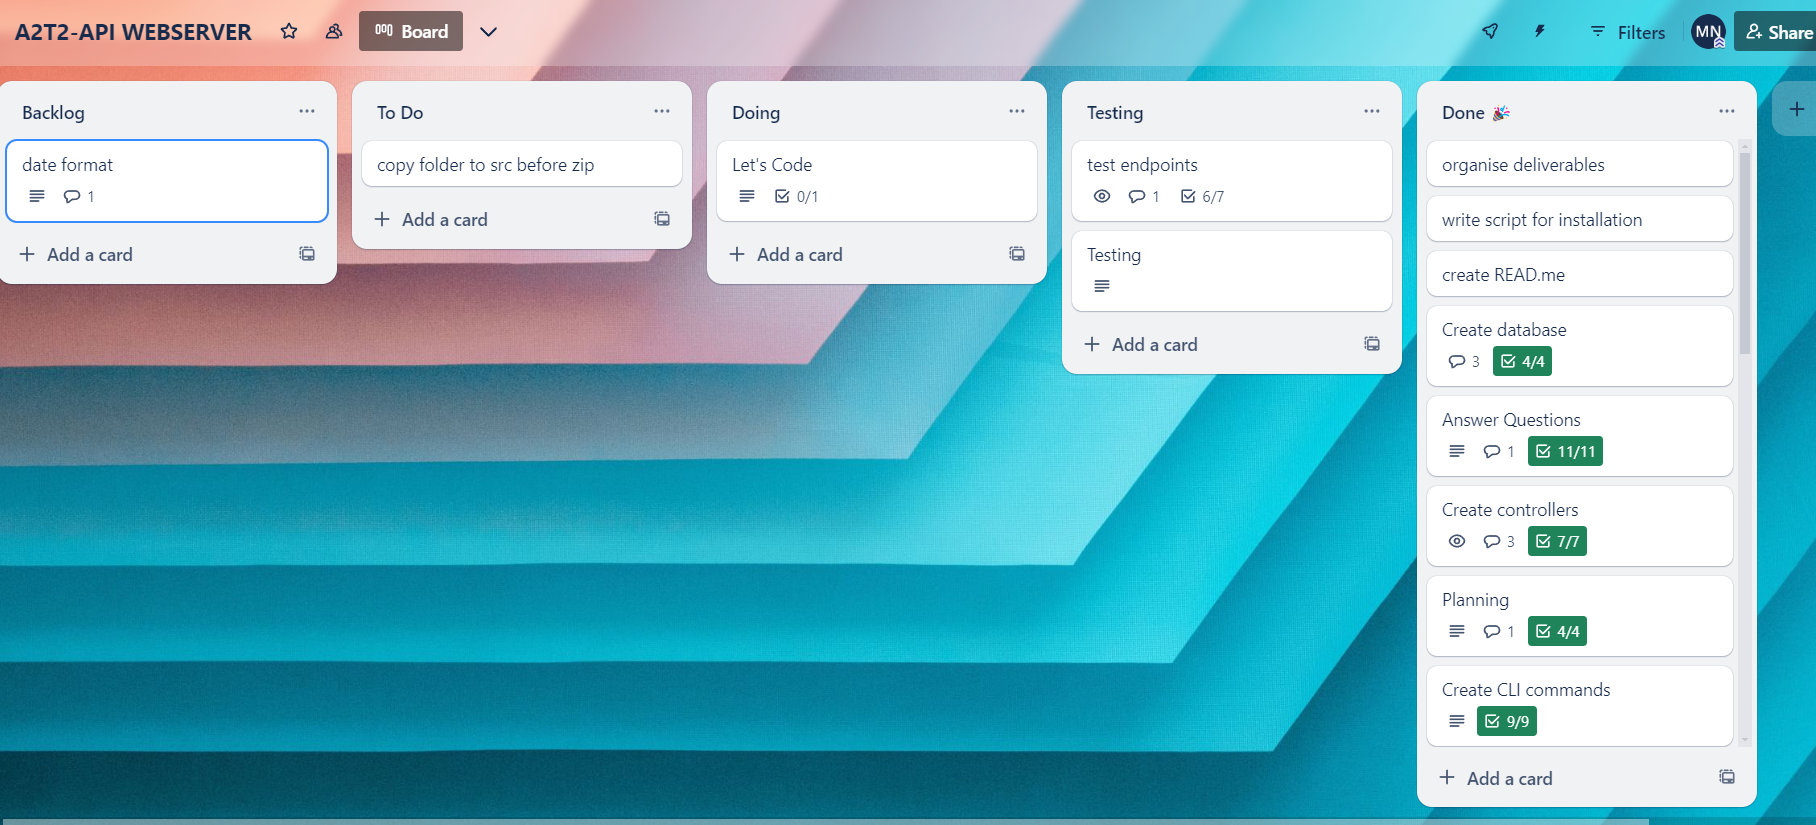 A2T2-API WEBSERVER
Board
Filters
MN
Share
Backlog
date format
1
Add a card
To Do
copy folder to src before zip
Add a card
Doing
Let's Code
0/1
Add a card
Testing
test endpoints
1 6/7
Testing
Add a card
Done 🎉
organise deliverables
write script for installation
create READ.me
Create database
3 4/4
Answer Questions
1 11/11
Create controllers
3 7/7
Planning
1 4/4
Create CLI commands
9/9
Add a card